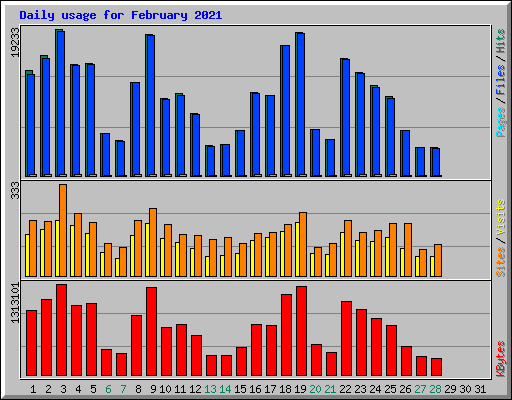 Daily usage for February 2021
19233
333
1313101
Pages / Files / Hits
Sites / Visits
KBytes
1 2 3 4 5 6 7 8 9 10 11 12 13 14 15 16 17 18 19 20 21 22 23 24 25 26 27 28 29 30 31